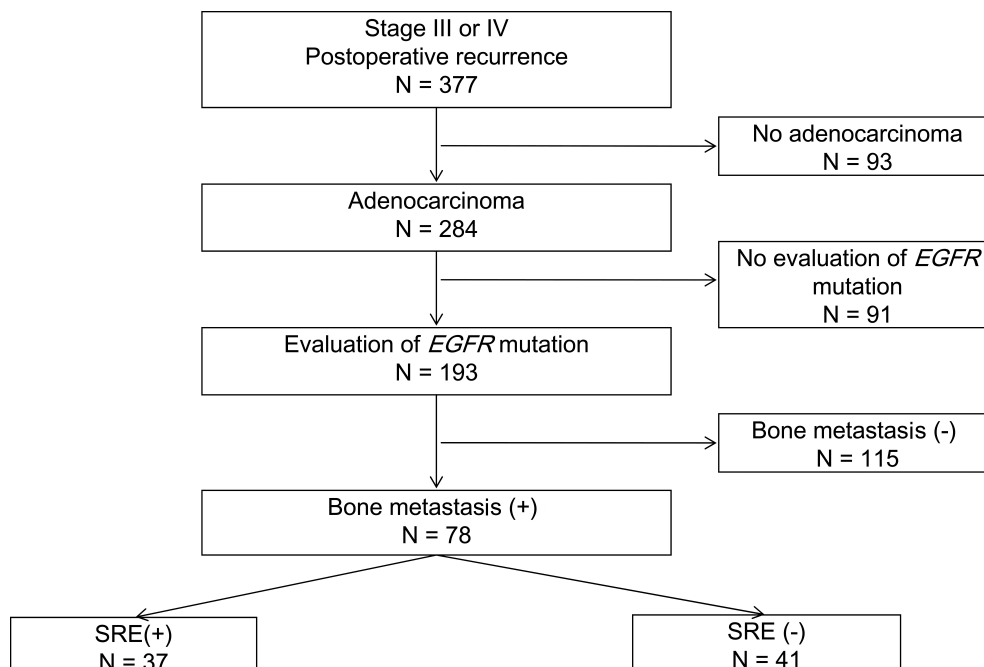 Stage III or IV
Postoperative recurrence
N = 377
No adenocarcinoma
N = 93
Adenocarcinoma
N = 284
No evaluation of EGFR
mutation
N = 91
Evaluation of EGFR mutation
N = 193
Bone metastasis (-)
N = 115
Bone metastasis (+)
N = 78
SRE(+)
N = 37
SRE (-)
N = 41